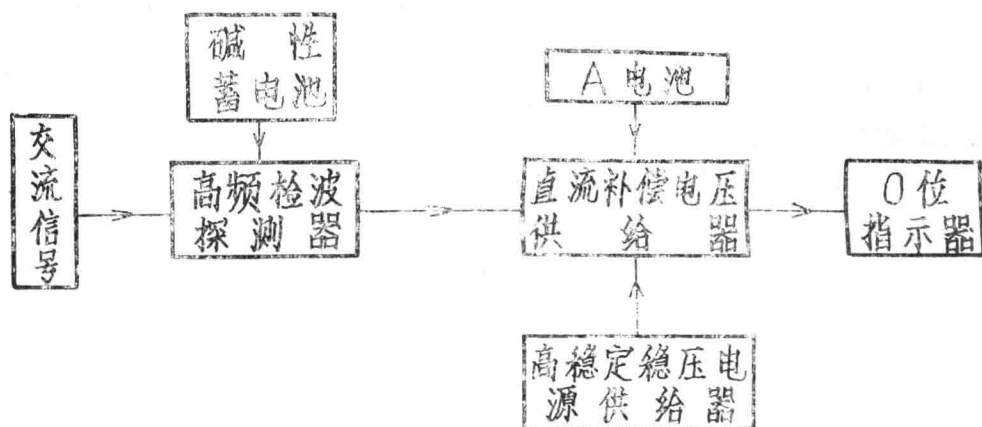 碱性
蓄电池
A电池
交流信号
高频检波
探测器
直流补偿电压
供给器
0位
指示器
高稳定稳压电
源供给器